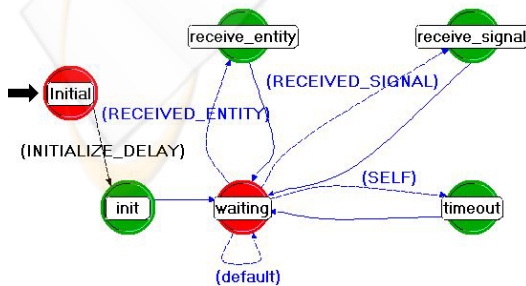 receive_entity
receive_signal
Initial
(RECEIVED_SIGNAL)
(RECEIVED_ENTITY)
(INITIALIZE_DELAY)
(SELF)
init
waiting
timeout
(default)